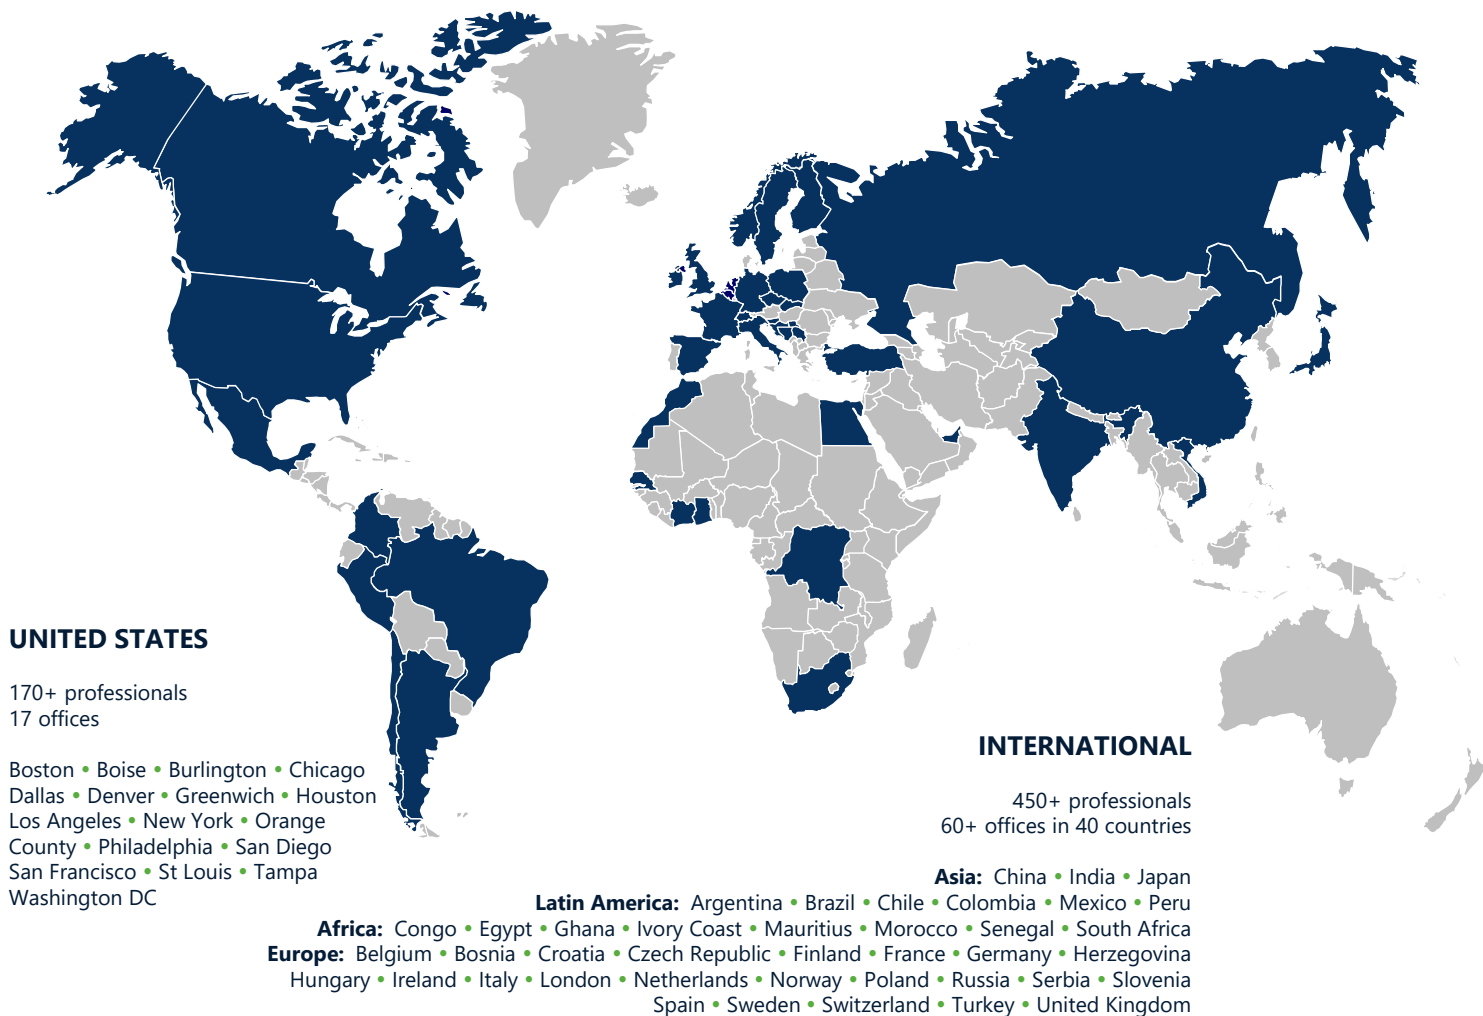 UNITED STATES
170+ professionals
17 offices
Boston • Boise • Burlington • Chicago
Dallas • Denver • Greenwich • Houston
Los Angeles • New York • Orange
County • Philadelphia • San Diego
San Francisco • St Louis • Tampa
Washington DC
INTERNATIONAL
450+ professionals
60+ offices in 40 countries
Asia: China • India • Japan
Latin America: Argentina • Brazil • Chile • Colombia • Mexico • Peru
Africa: Congo • Egypt • Ghana • Ivory Coast • Mauritius • Morocco • Senegal • South Africa
Europe: Belgium • Bosnia • Croatia • Czech Republic • Finland • France • Germany • Herzegovina
Hungary • Ireland • Italy • London • Netherlands • Norway • Poland • Russia • Serbia • Slovenia
Spain • Sweden • Switzerland • Turkey • United Kingdom